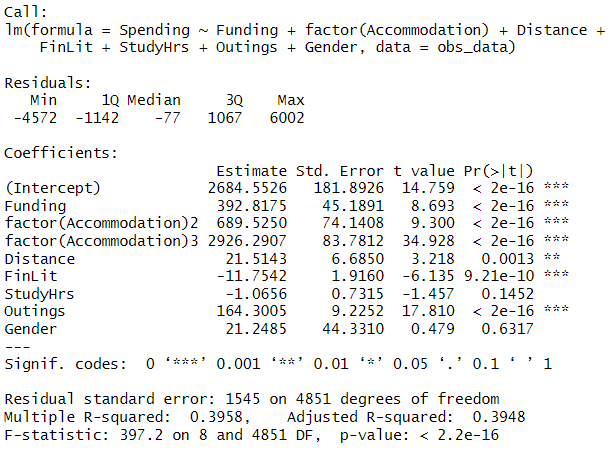 Call:
lm(formula = Spending ~ Funding + factor(Accommodation) + Distance +
    FinLit + StudyHrs + Outings + Gender, data = obs_data)

Residuals:
   Min     1Q Median     3Q    Max
 -4572  -1142    -77   1067   6002

Coefficients:
                        Estimate Std. Error t value Pr(>|t|)
(Intercept)            2684.5526   181.8926  14.759  < 2e-16 ***
Funding                 392.8175    45.1891   8.693  < 2e-16 ***
factor(Accommodation)2  689.5250    74.1408   9.300  < 2e-16 ***
factor(Accommodation)3 2926.2907    83.7812  34.928  < 2e-16 ***
Distance                 21.5143     6.6850   3.218   0.0013 **
FinLit                  -11.7542     1.9160  -6.135 9.21e-10 ***
StudyHrs                 -1.0656     0.7315  -1.457   0.1452
Outings                 164.3005     9.2252  17.810  < 2e-16 ***
Gender                   21.2485    44.3310   0.479   0.6317
---
Signif. codes:  0 ‘***’ 0.001 ‘**’ 0.01 ‘*’ 0.05 ‘.’ 0.1 ‘ ’ 1

Residual standard error: 1545 on 4851 degrees of freedom
Multiple R-squared:  0.3958,    Adjusted R-squared:  0.3948
F-statistic: 397.2 on 8 and 4851 DF,  p-value: < 2.2e-16